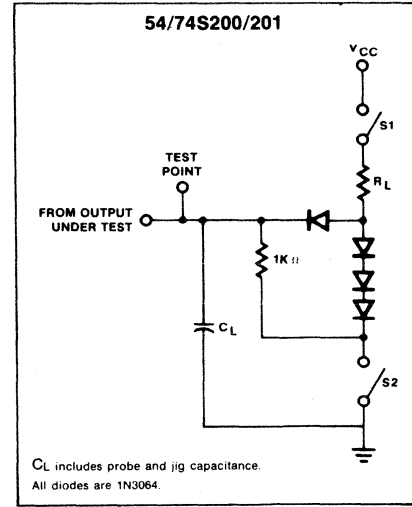 54/74S200/201
VCC
S1
TEST
POINT
RL
FROM OUTPUT
UNDER TEST
1K Ω
CL
S2
CL includes probe and jig capacitance.
All diodes are 1N3064.